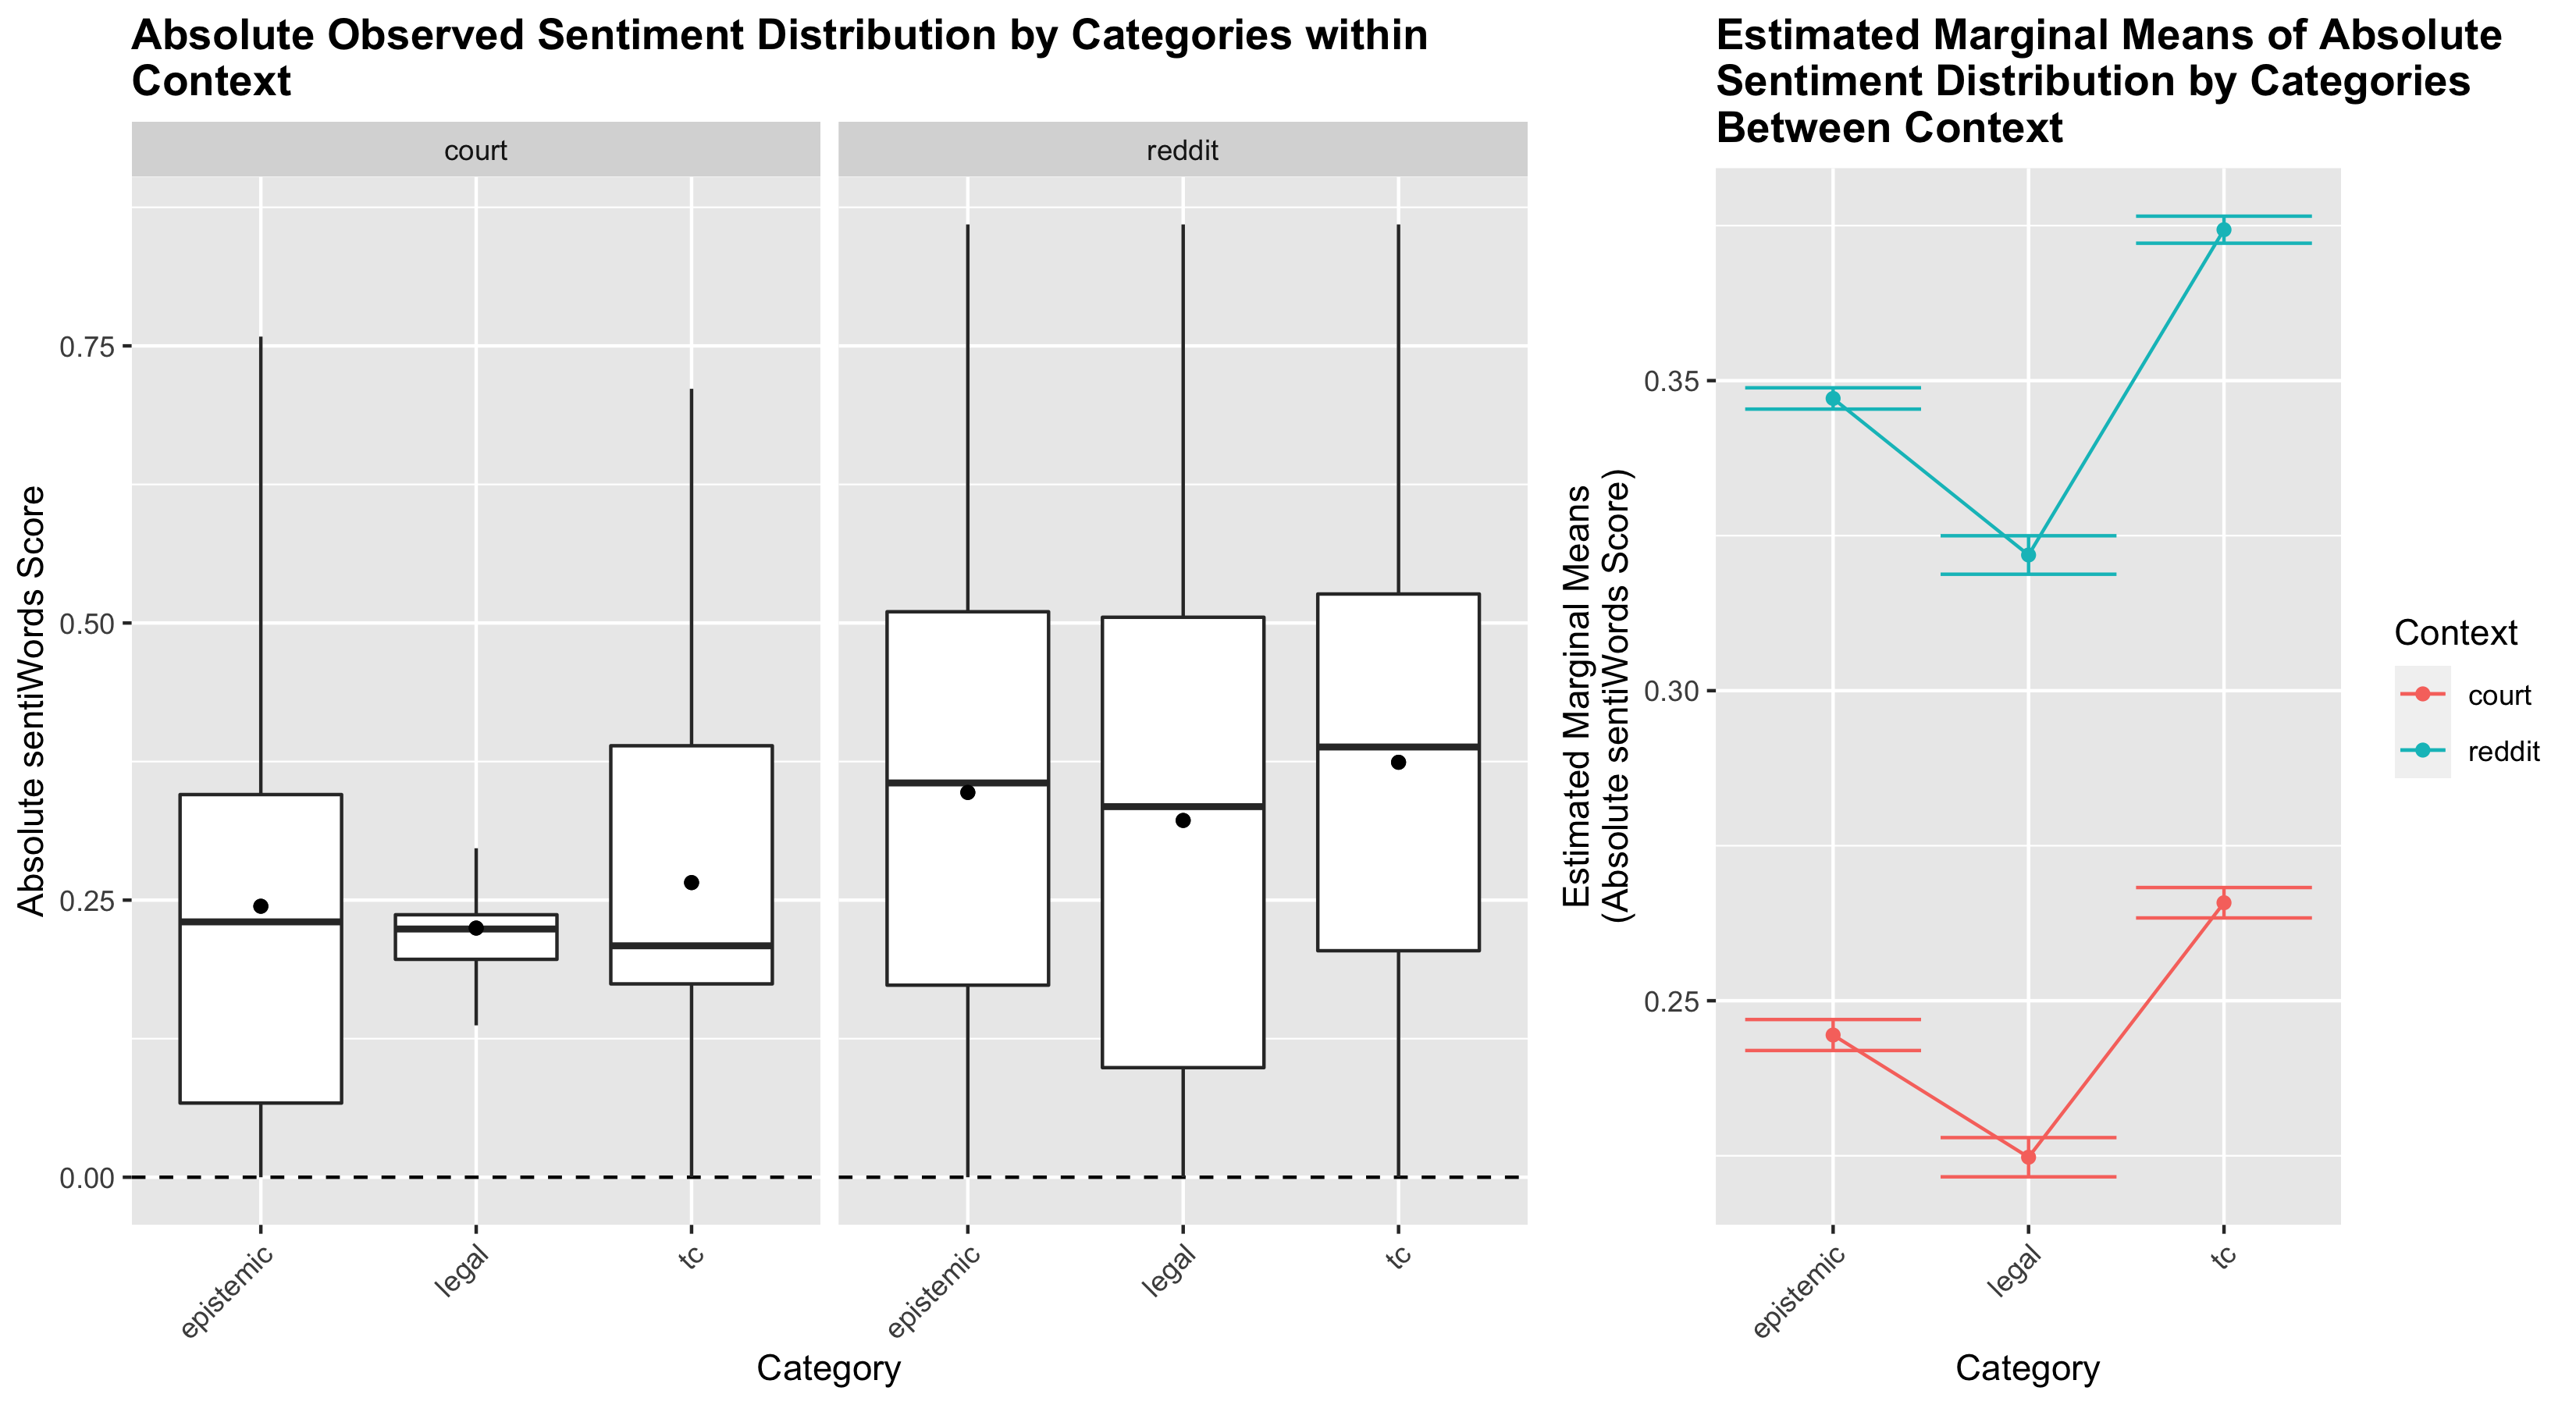 Absolute Observed Sentiment Distribution by Categories within
Context
court
reddit
Absolute sentiWords Score
0.75
0.50
0.25
0.00
epistemic
legal
tc
epistemic
legal
tc
Category
Estimated Marginal Means of Absolute
Sentiment Distribution by Categories
Between Context
Estimated Marginal Means
(Absolute sentiWords Score)
0.35
0.30
0.25
epistemic
legal
tc
Category
Context
court
reddit